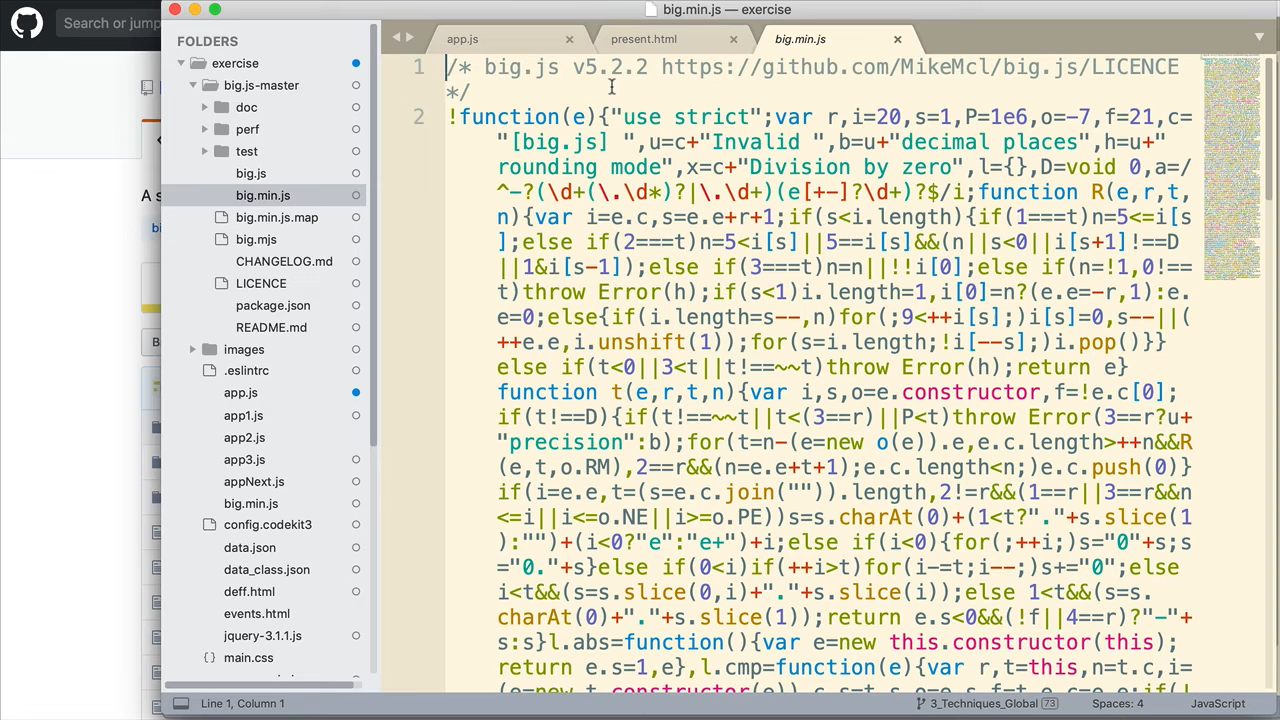 Search or jump
A s
bi
B
big.min.js — exercise
FOLDERS
exercise
big.js-master
doc
perf
test
big.js
big.min.js
big.min.js.map
big.mjs
CHANGELOG.md
LICENCE
package.json
README.md
images
.eslintrc
app.js
app1.js
app2.js
app3.js
appNext.js
big.min.js
config.codekit3
data.json
data_class.json
deff.html
events.html
jquery-3.1.1.js
{} main.css
app.js
present.html
big.min.js
1 /* big.js v5.2.2 https://github.com/MikeMcl/big.js/LICENCE
*/
2 !function(e){"use strict";var r,i=20,s=1,P=1e6,o=-7,f=21,c=
"[big.js] ",u=c+"Invalid ",b=u+"decimal places",h=u+"
rounding mode",x=c+"Division by zero",l={},D=void 0,a=/
^-?(\d+(\.\d*)?|\.\d+)(e[+-]?\d+)?$/i;function R(e,r,t,
n){var i=e.c,s=e.e+r+1;if(s<i.length){if(1===t)n=5<=i[s
];else if(2===t)n=5<i[s]||5==i[s]&&(n||s<0||i[s+1]!==D
||1&i[s-1]);else if(3===t)n=n||!!i[0];else if(n=!1,0!==
t)throw Error(h);if(s<1)i.length=1,i[0]=n?(e.e=-r,1):e.
e=0;else{if(i.length=s--,n)for(;9<++i[s];)i[s]=0,s--||(
++e.e,i.unshift(1));for(s=i.length;!i[--s];)i.pop()}}
else if(t<0||3<t||t!==~~t)throw Error(h);return e}
function t(e,r,t,n){var i,s,o=e.constructor,f=!e.c[0];
if(t!==D){if(t!==~~t||t<(3==r)||P<t)throw Error(3==r?u+
"precision":b);for(t=n-(e=new o(e)).e,e.c.length>++n&&R
(e,t,o.RM),2==r&&(n=e.e+t+1);e.c.length<n;)e.c.push(0)}
if(i=e.e,t=(s=e.c.join("")).length,2!=r&&(1==r||3==r&&n
<=i||i<=o.NE||i>=o.PE))s=s.charAt(0)+(1<t?"."+s.slice(1
):"")+(i<0?"e":"e+")+i;else if(i<0){for(;++i;)s="0"+s;s
="0."+s}else if(0<i)if(++i>t)for(i-=t;i--;)s+="0";else
i<t&&(s=s.slice(0,i)+"."+s.slice(i));else 1<t&&(s=s.
charAt(0)+"."+s.slice(1));return e.s<0&&(!f||4==r)?"-"+
s:s}l.abs=function(){var e=new this.constructor(this);
return e.s=1,e},l.cmp=function(e){var r,t=this,n=t.c,i=
(e=new t.constructor(e)).c,s=t.s,o=e.s,f=t.e,c=e.e;if(!
Line 1, Column 1
3_Techniques_Global 73
Spaces: 4
JavaScript